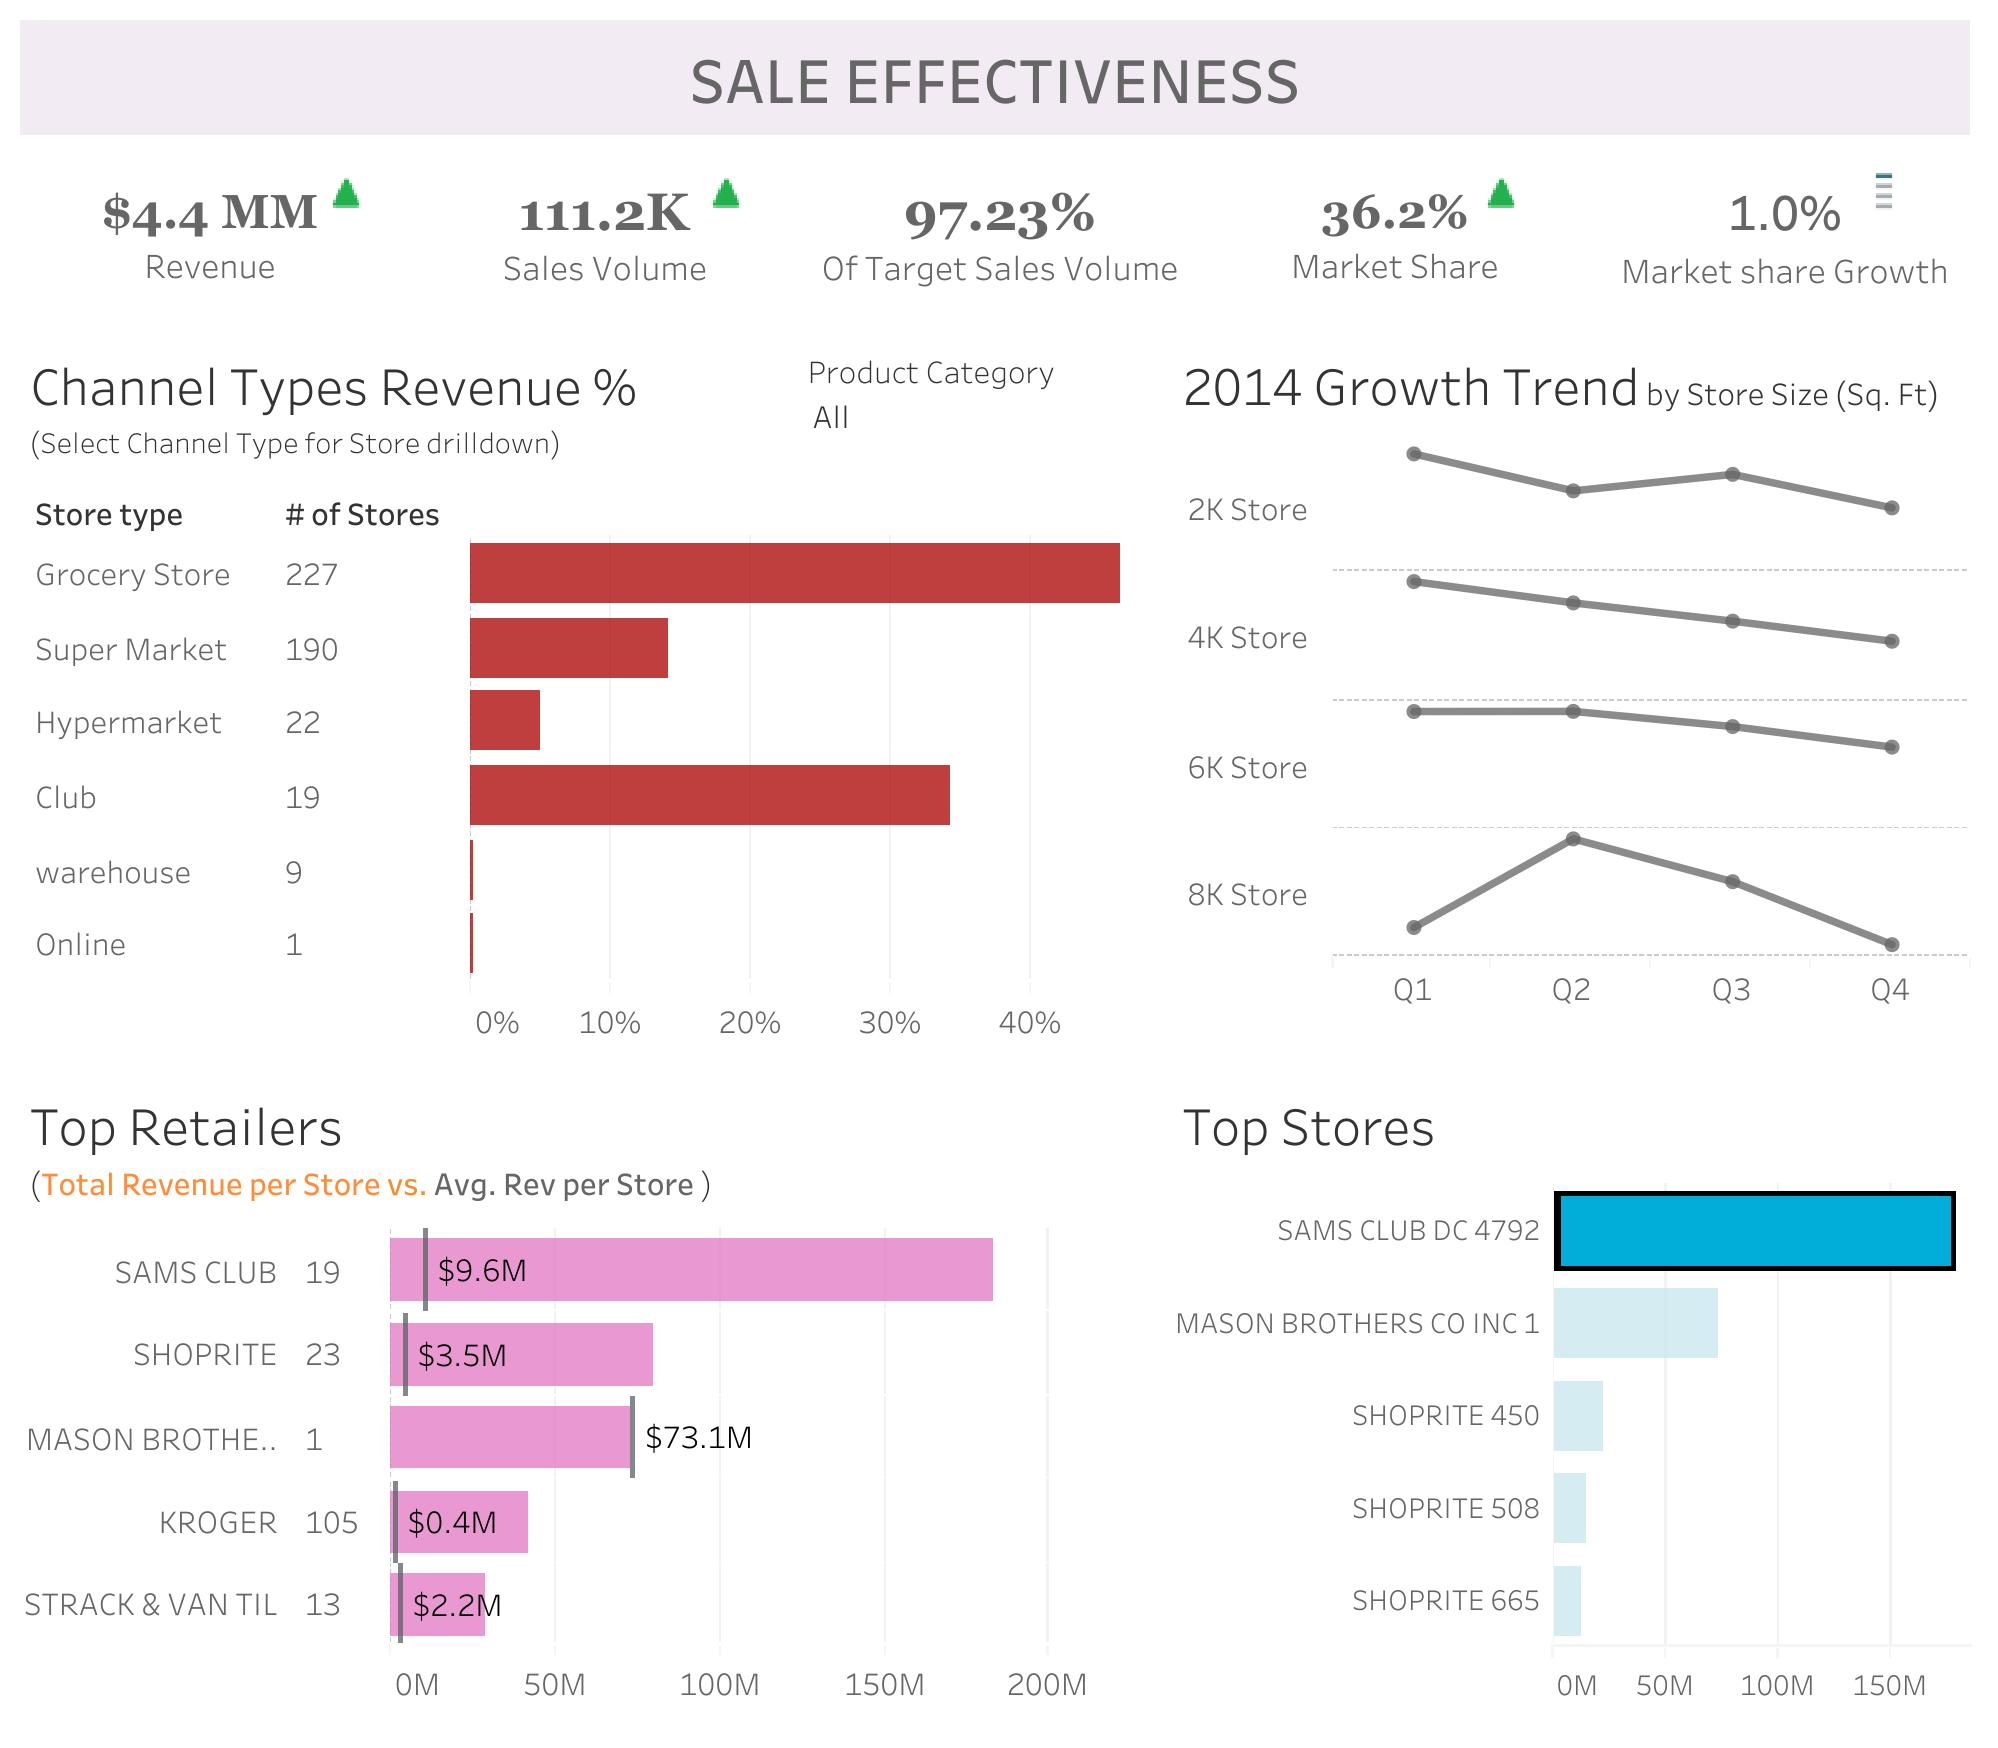 SALE EFFECTIVENESS
$4.4 MM
Revenue
111.2K
Sales Volume
97.23%
Of Target Sales Volume
36.2%
Market Share
1.0%
Market share Growth
Channel Types Revenue %
(Select Channel Type for Store drilldown)
Product Category
All
Store type # of Stores
Grocery Store 227
Super Market 190
Hypermarket 22
Club 19
warehouse 9
Online 1
0% 10% 20% 30% 40%
2014 Growth Trend by Store Size (Sq. Ft)
2K Store
4K Store
6K Store
8K Store
Q1 Q2 Q3 Q4
Top Retailers
(Total Revenue per Store vs. Avg. Rev per Store )
SAMS CLUB 19 $9.6M
SHOPRITE 23 $3.5M
MASON BROTHE.. 1 $73.1M
KROGER 105 $0.4M
STRACK & VAN TIL 13 $2.2M
0M 50M 100M 150M 200M
Top Stores
SAMS CLUB DC 4792
MASON BROTHERS CO INC 1
SHOPRITE 450
SHOPRITE 508
SHOPRITE 665
0M 50M 100M 150M